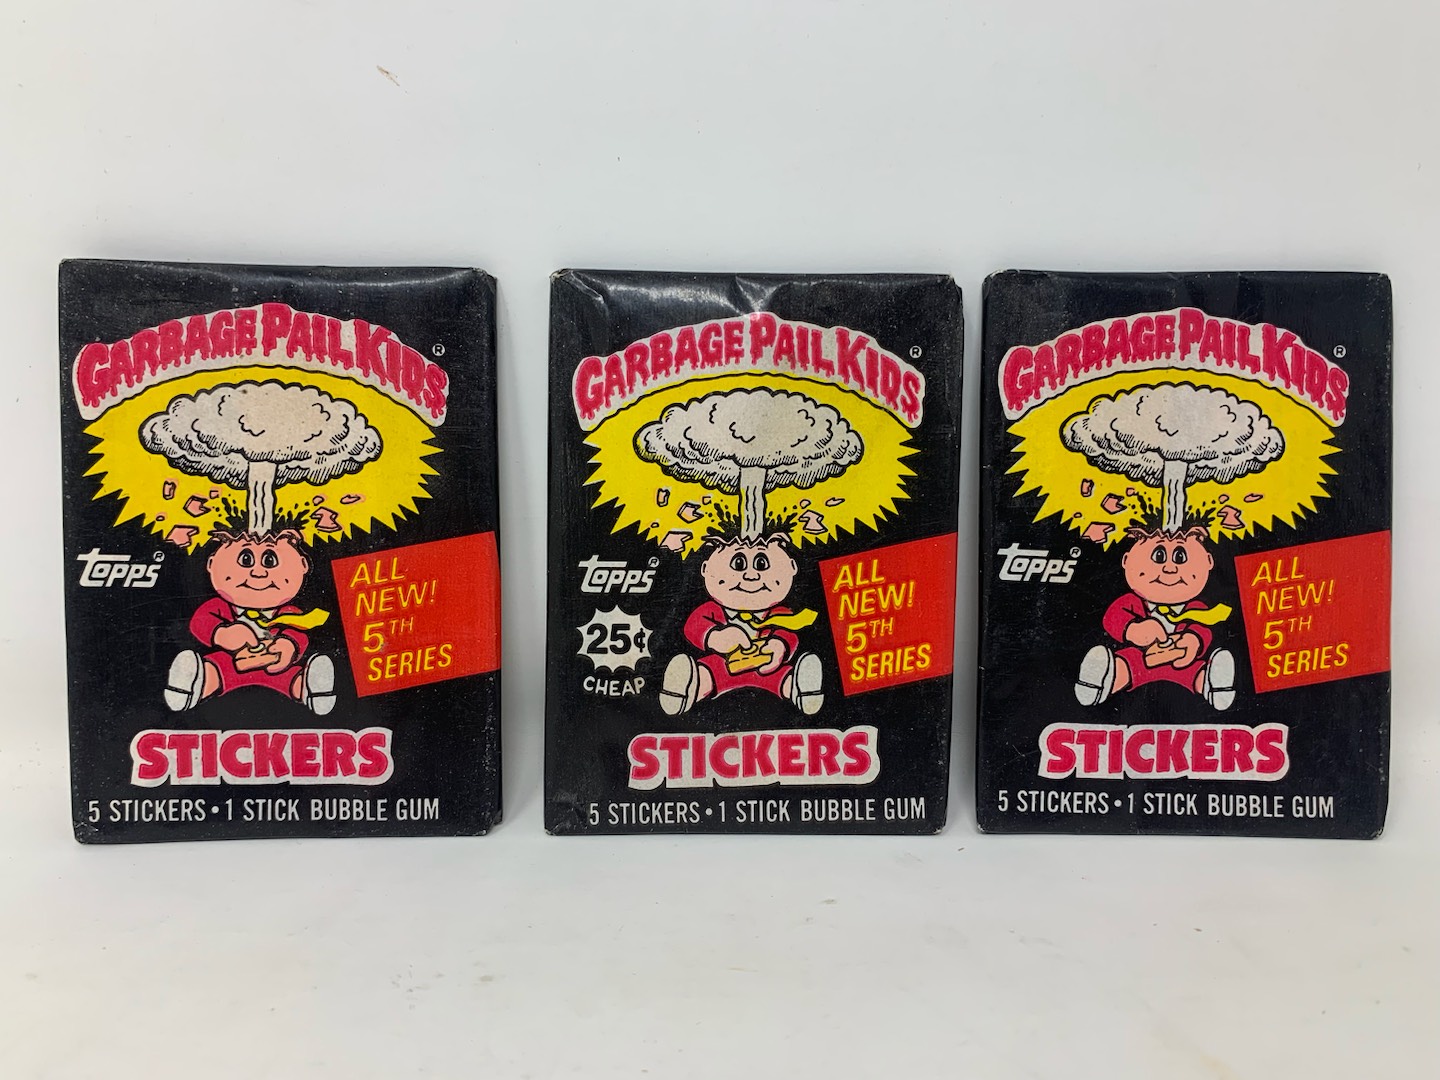 GARBAGE PAIL KIDS ®
TOPPS ®
ALL
NEW!
5TH
SERIES
STICKERS
5 STICKERS • 1 STICK BUBBLE GUM
GARBAGE PAIL KIDS ®
TOPPS ®
25¢
CHEAP
ALL
NEW!
5TH
SERIES
STICKERS
5 STICKERS • 1 STICK BUBBLE GUM
GARBAGE PAIL KIDS ®
TOPPS ®
ALL
NEW!
5TH
SERIES
STICKERS
5 STICKERS • 1 STICK BUBBLE GUM